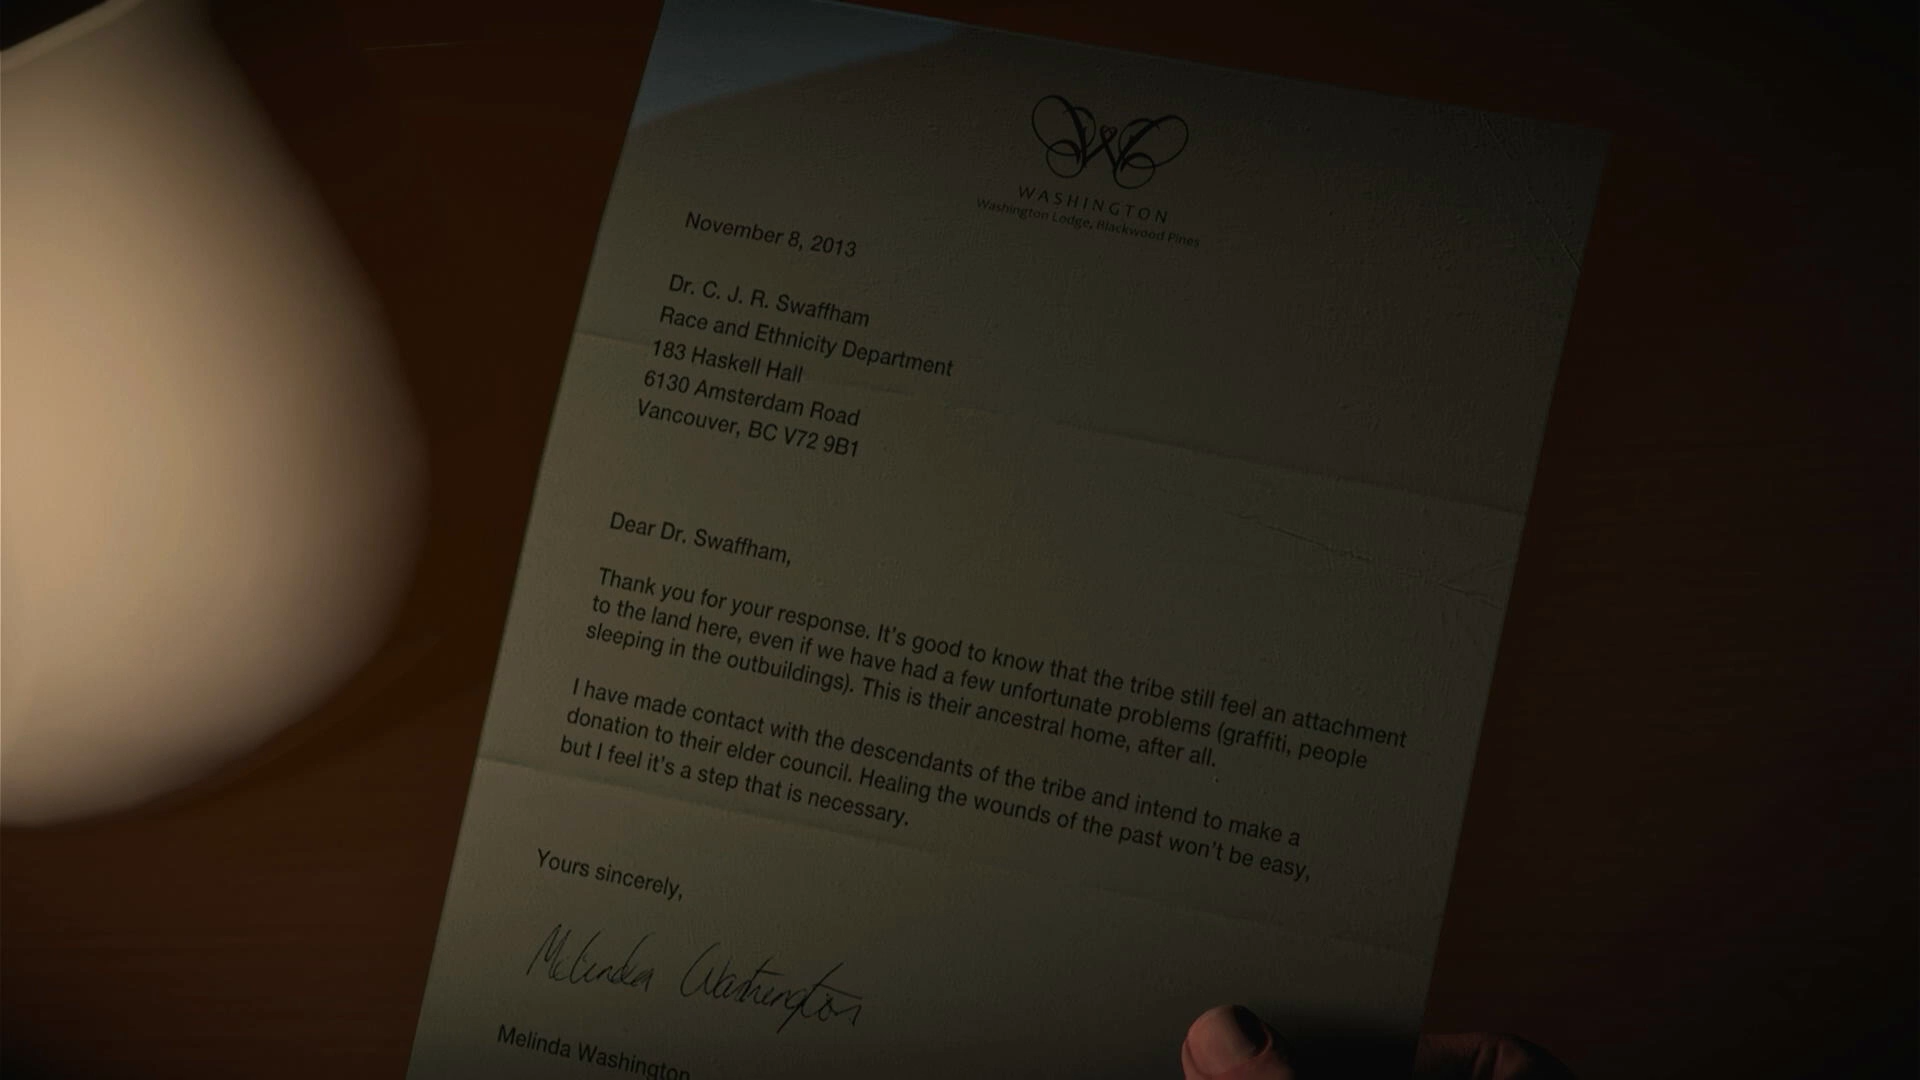 W
WASHINGTON
Washington Lodge, Blackwood Pines
November 8, 2013
Dr. C. J. R. Swaffham
Race and Ethnicity Department
183 Haskell Hall
6130 Amsterdam Road
Vancouver, BC V72 9B1
Dear Dr. Swaffham,
Thank you for your response. It's good to know that the tribe still feel an attachment
to the land here, even if we have had a few unfortunate problems (graffiti, people
sleeping in the outbuildings). This is their ancestral home, after all.
I have made contact with the descendants of the tribe and intend to make a
donation to their elder council. Healing the wounds of the past won't be easy,
but I feel it's a step that is necessary.
Yours sincerely,
Melinda Washington
Melinda Washington